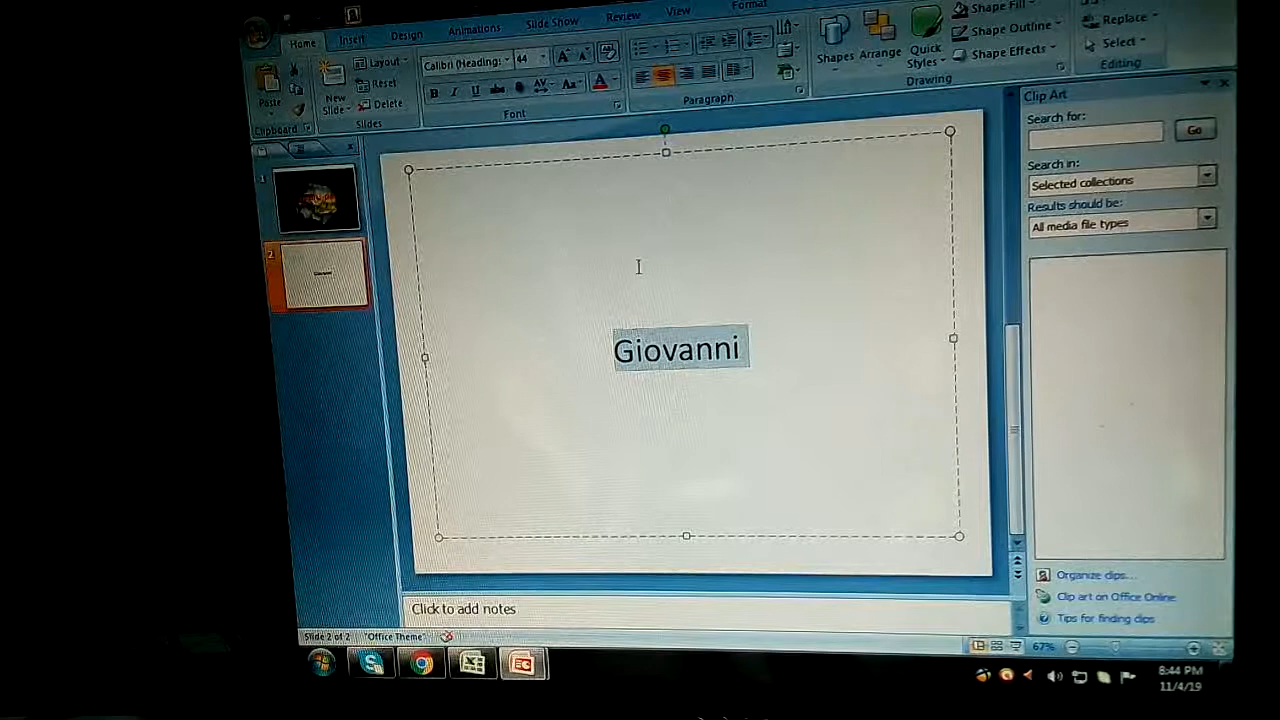 Home Insert Design Animations Slide Show Review View Format
Paste
Clipboard
New
Slide
Layout
Reset
Delete
Slides
Calibri (Heading: 44
Font
Paragraph
Shapes Arrange Quick
Styles
Shape Fill
Shape Outline
Shape Effects
Drawing
Replace
Select
Editing
1
2
Giovanni
Clip Art
Search for:
Go
Search in:
Selected collections
Results should be:
All media file types
Organize clips...
Clip art on Office Online
Tips for finding clips
Click to add notes
Slide 2 of 2 "Office Theme" 67%
8:44 PM
11/4/19